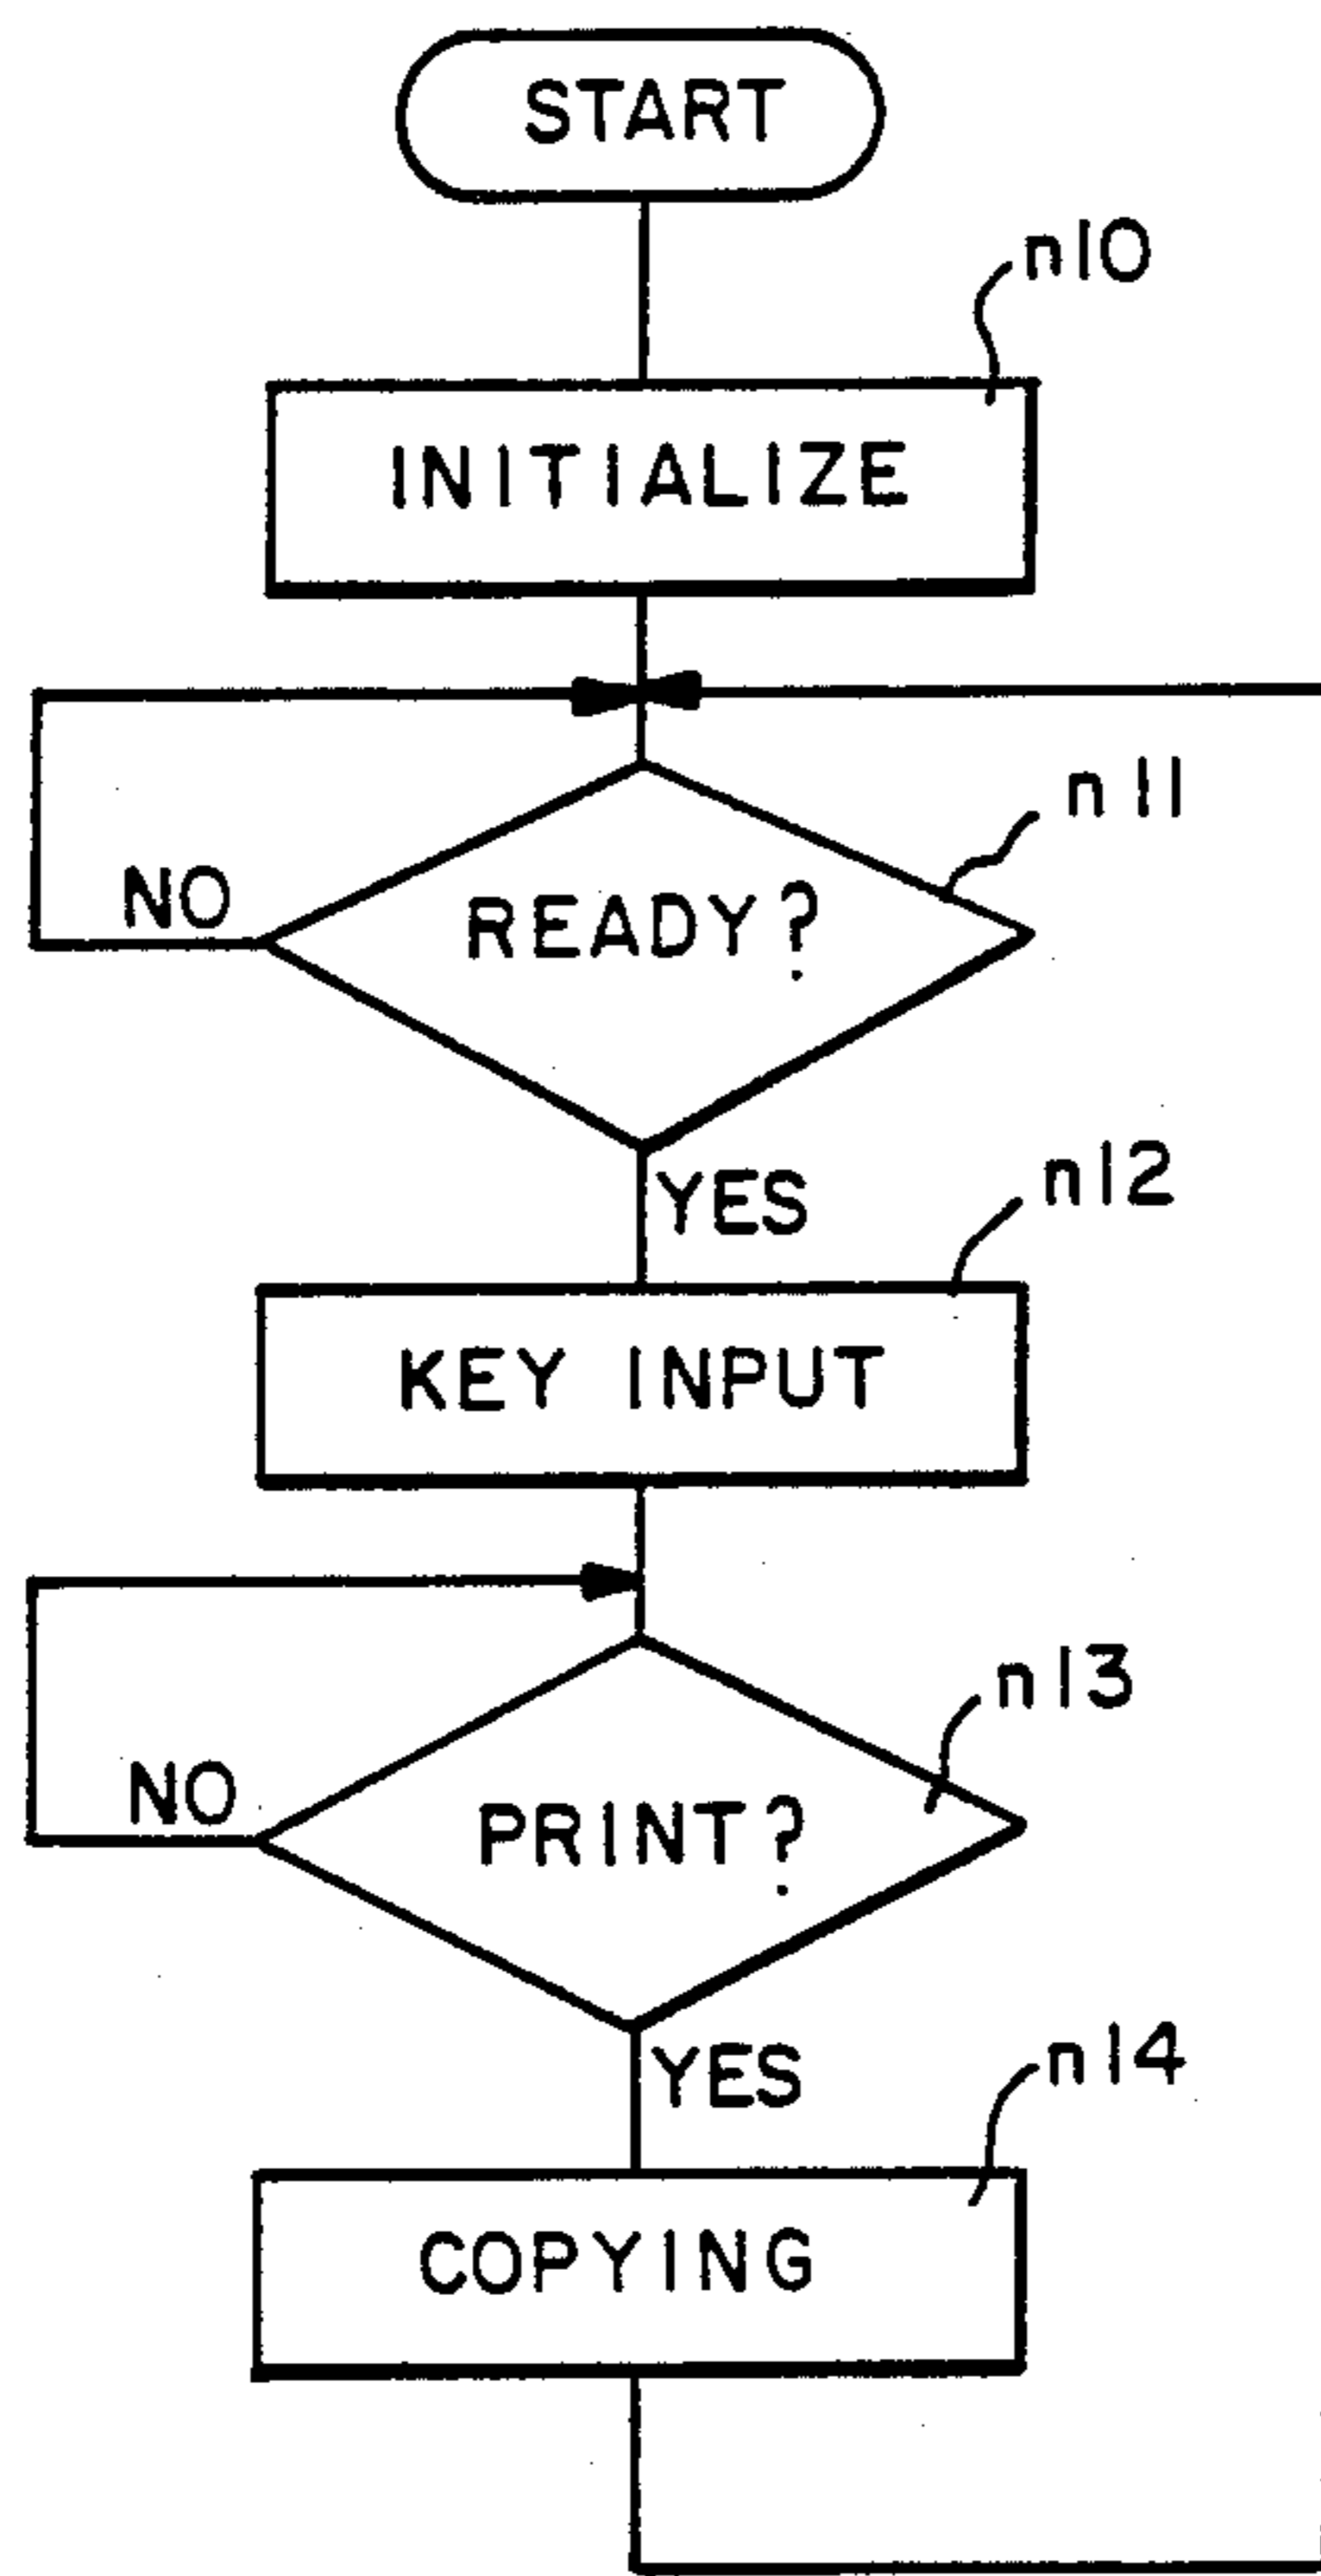 START
n10
INITIALIZE
n11
NO
READY?
YES
n12
KEY INPUT
n13
NO
PRINT?
YES
n14
COPYING